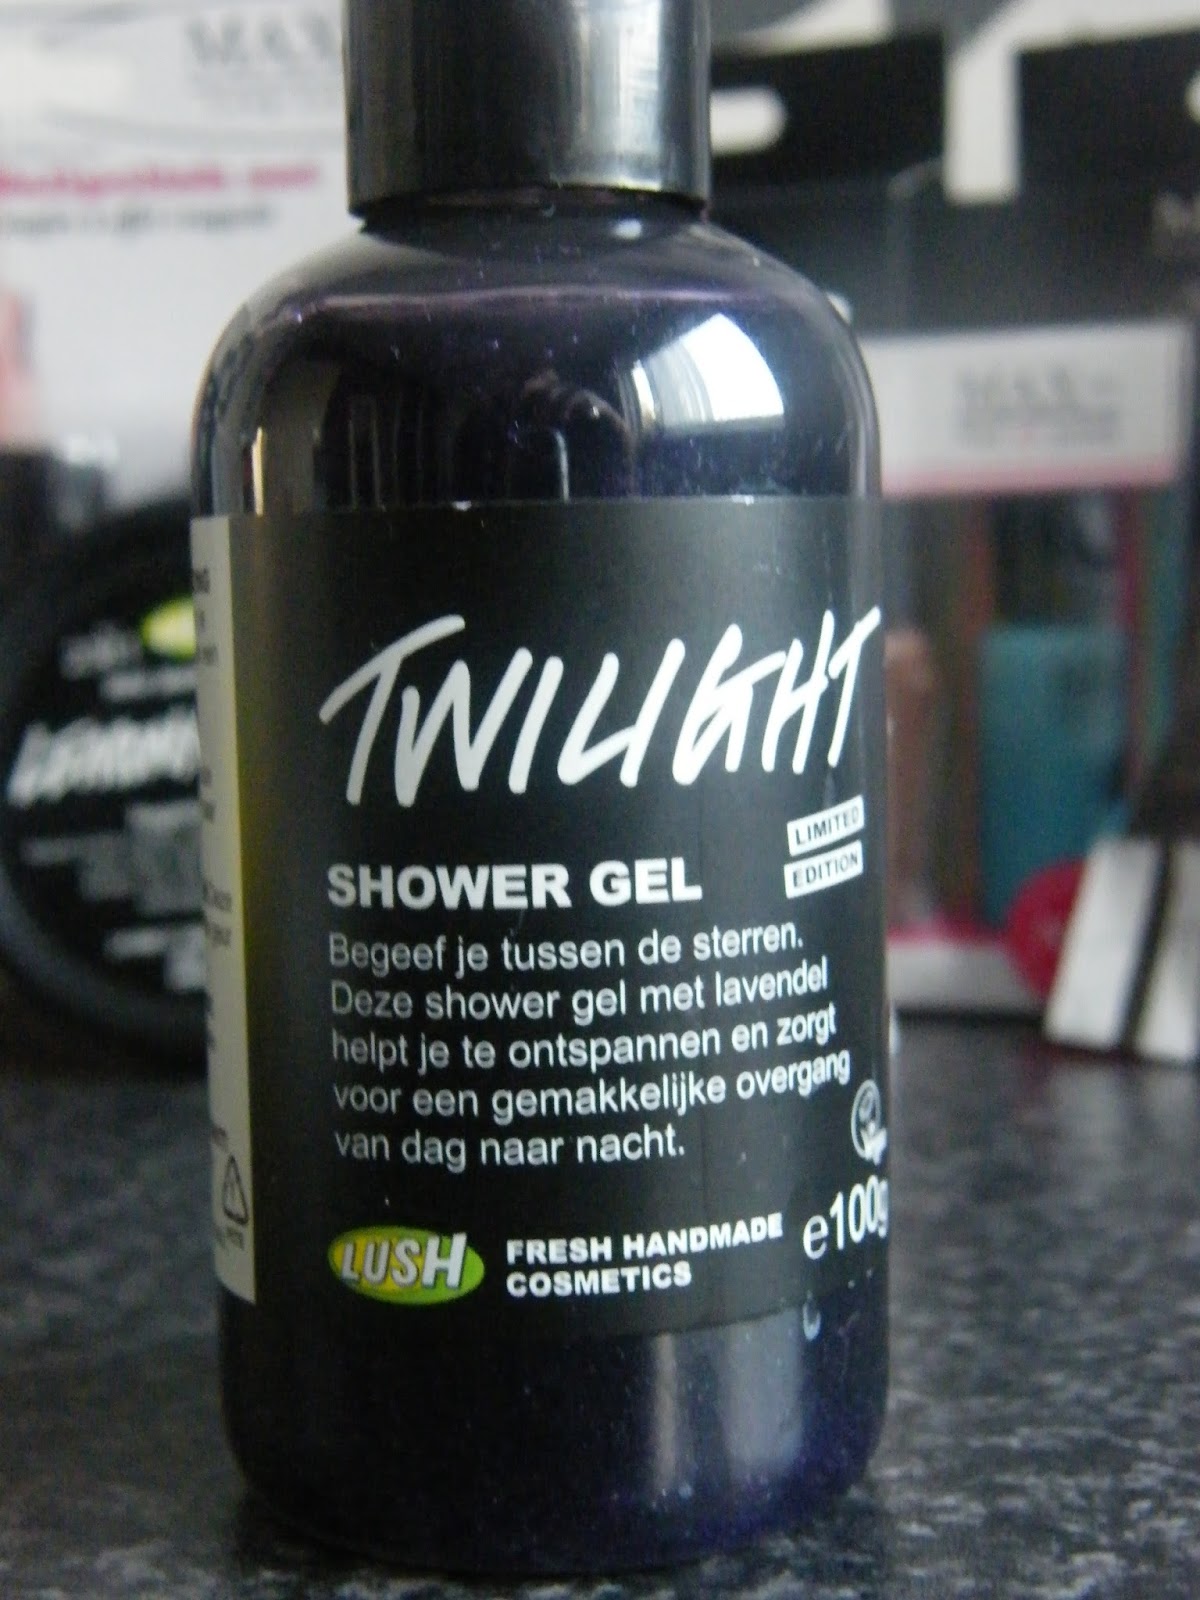 TWILIGHT
LIMITED
EDITION
SHOWER GEL
Begeef je tussen de sterren.
Deze shower gel met lavendel
helpt je te ontspannen en zorgt
voor een gemakkelijke overgang
van dag naar nacht.
LUSH
FRESH HANDMADE
COSMETICS
e100g